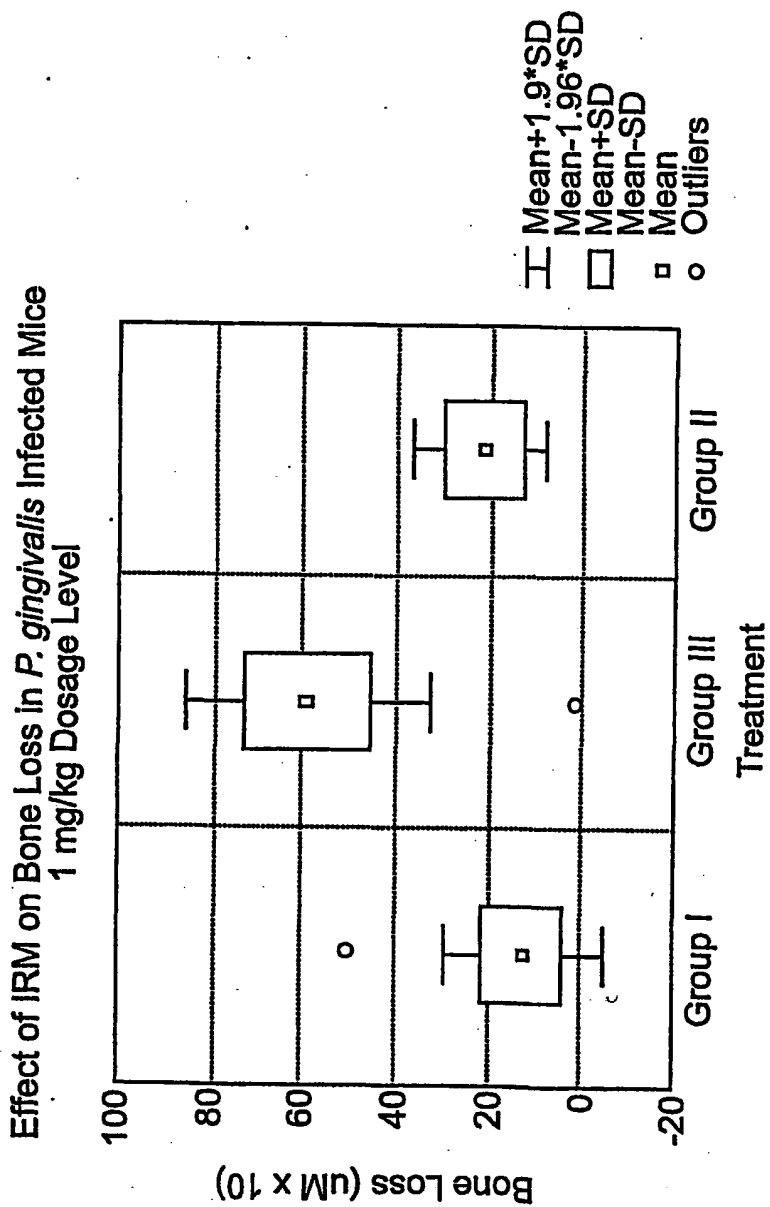 Effect of IRM on Bone Loss in P. gingivalis Infected Mice
1 mg/kg Dosage Level
Bone Loss (uM x 10)
100
80
60
40
20
0
-20
Group I
Group III
Group II
Treatment
Mean+1.9*SD
Mean-1.96*SD
Mean+SD
Mean-SD
Mean
Outliers